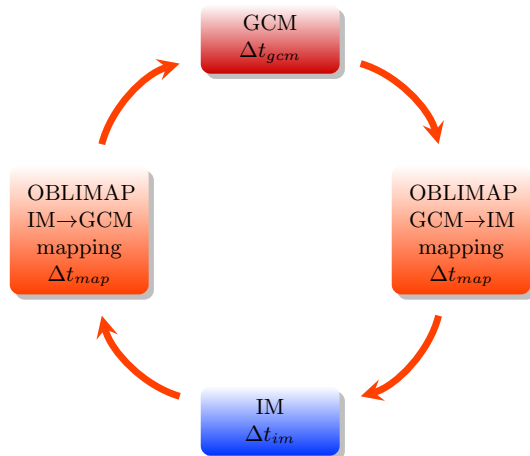 GCM
Δt_gcm
OBLIMAP
IM→GCM
mapping
Δt_map
OBLIMAP
GCM→IM
mapping
Δt_map
IM
Δt_im